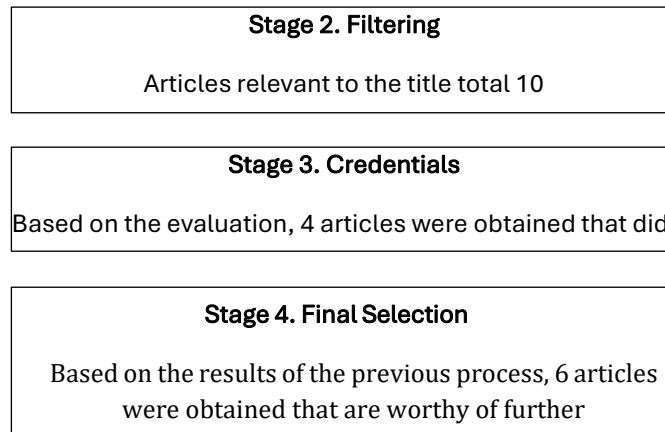 Stage 2. Filtering
Articles relevant to the title total 10
Stage 3. Credentials
Based on the evaluation, 4 articles were obtained that did
Stage 4. Final Selection
Based on the results of the previous process, 6 articles
were obtained that are worthy of further